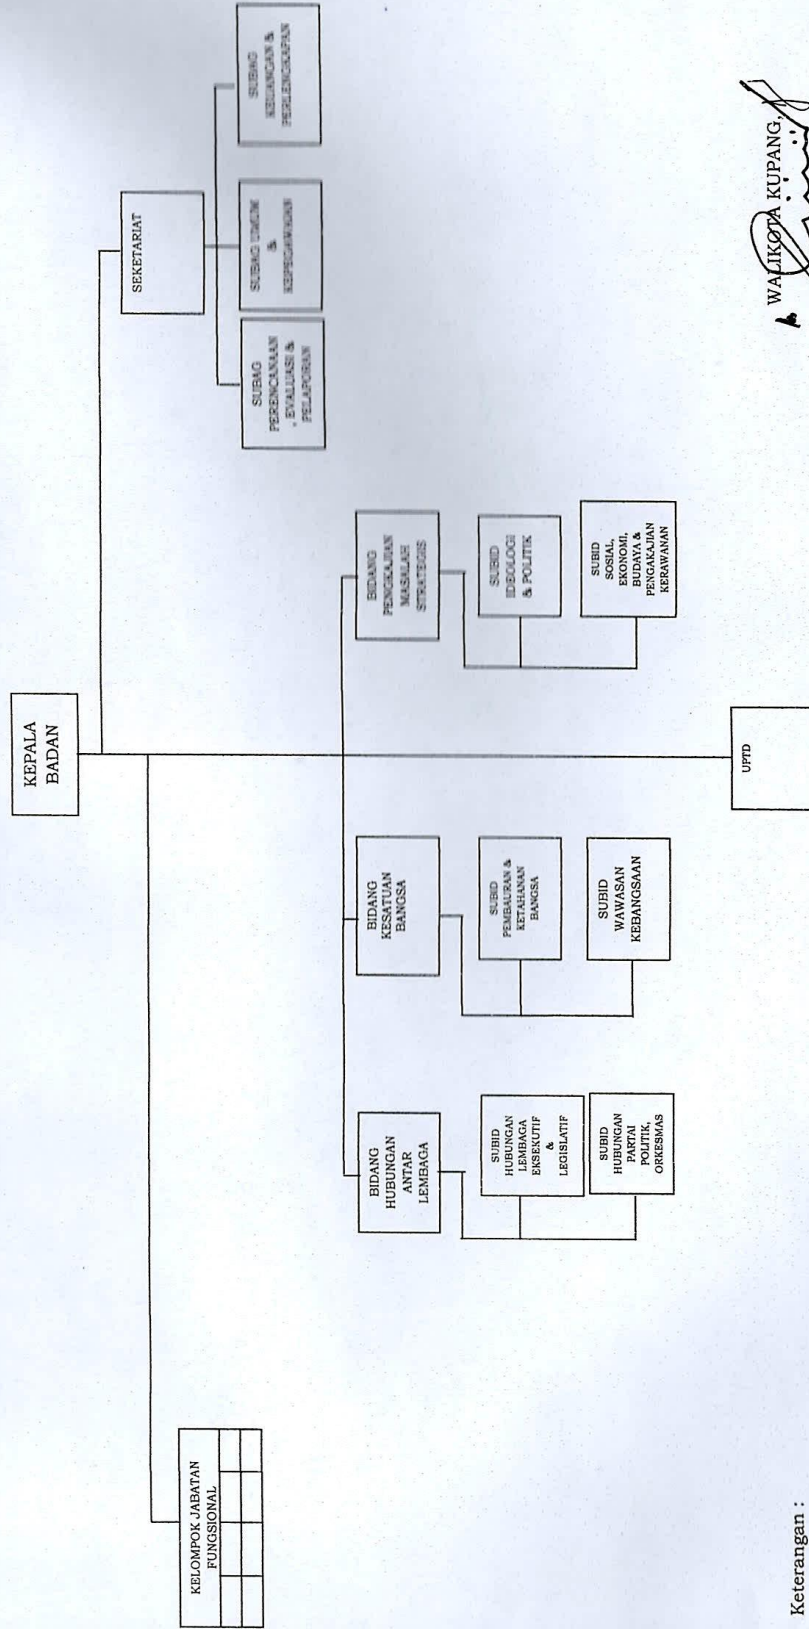 KEPALA
BADAN
SEKETARIAT
SUBAG
PERENCANAAN
, EVALUASI &
PELAPORAN
SUBAG UMUM
&
KEPEGAWAIAN
SUBAG
KEUANGAN &
PERLENGKAPAN
KELOMPOK JABATAN
FUNGSIONAL
BIDANG
HUBUNGAN
ANTAR
LEMBAGA
SUBID
HUBUNGAN
LEMBAGA
EKSEKUTIF
&
LEGISLATIF
SUBID
HUBUNGAN
PARTAI
POLITIK,
ORKESMAS
BIDANG
KESATUAN
BANGSA
SUBID
PEMBAURAN &
KETAHANAN
BANGSA
SUBID
WAWASAN
KEBANGSAAN
BIDANG
PENGKAJIAN
MASALAH
STRATEGIS
SUBID
IDEOLOGI
& POLITIK
SUBID
SOSIAL,
EKONOMI,
BUDAYA &
PENGAKAJIAN
KERAWANAN
UPTD
Keterangan :
WALIKOTA KUPANG,